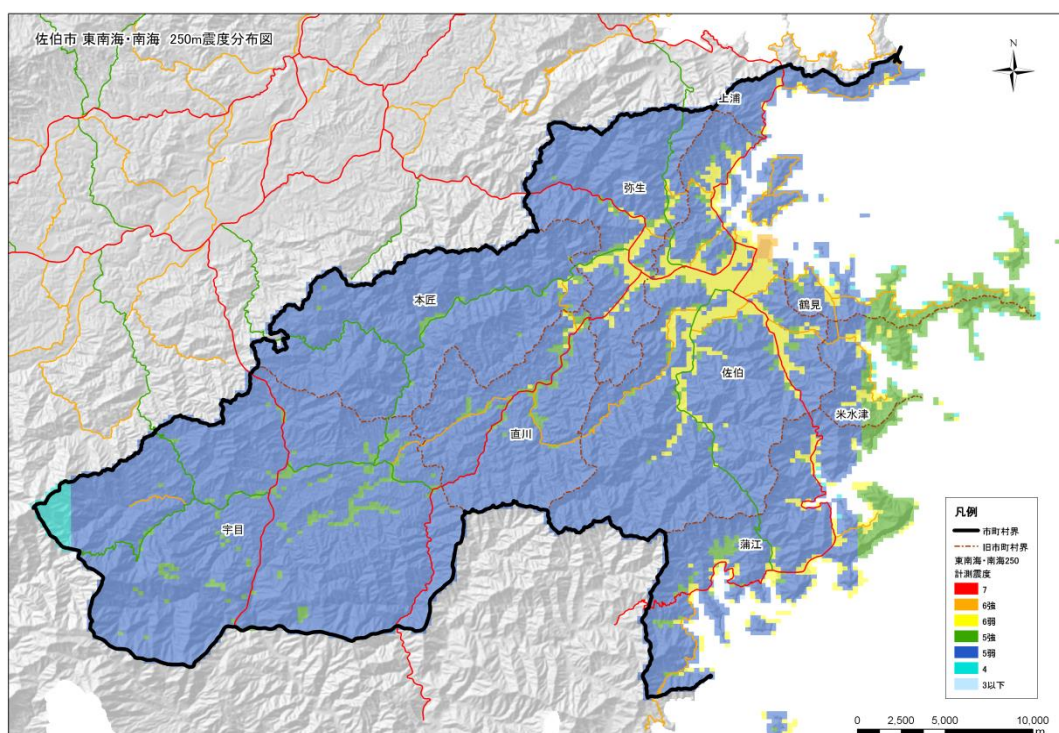 佐伯市 東南海・南海 250m震度分布図
N
上浦
弥生
本匠
鶴見
佐伯
米水津
直川
宇目
蒲江
凡例
市町村界
旧市町村界
東南海・南海250
計測震度
7
6強
6弱
5強
5弱
4
3以下
0 2,500 5,000 10,000
m